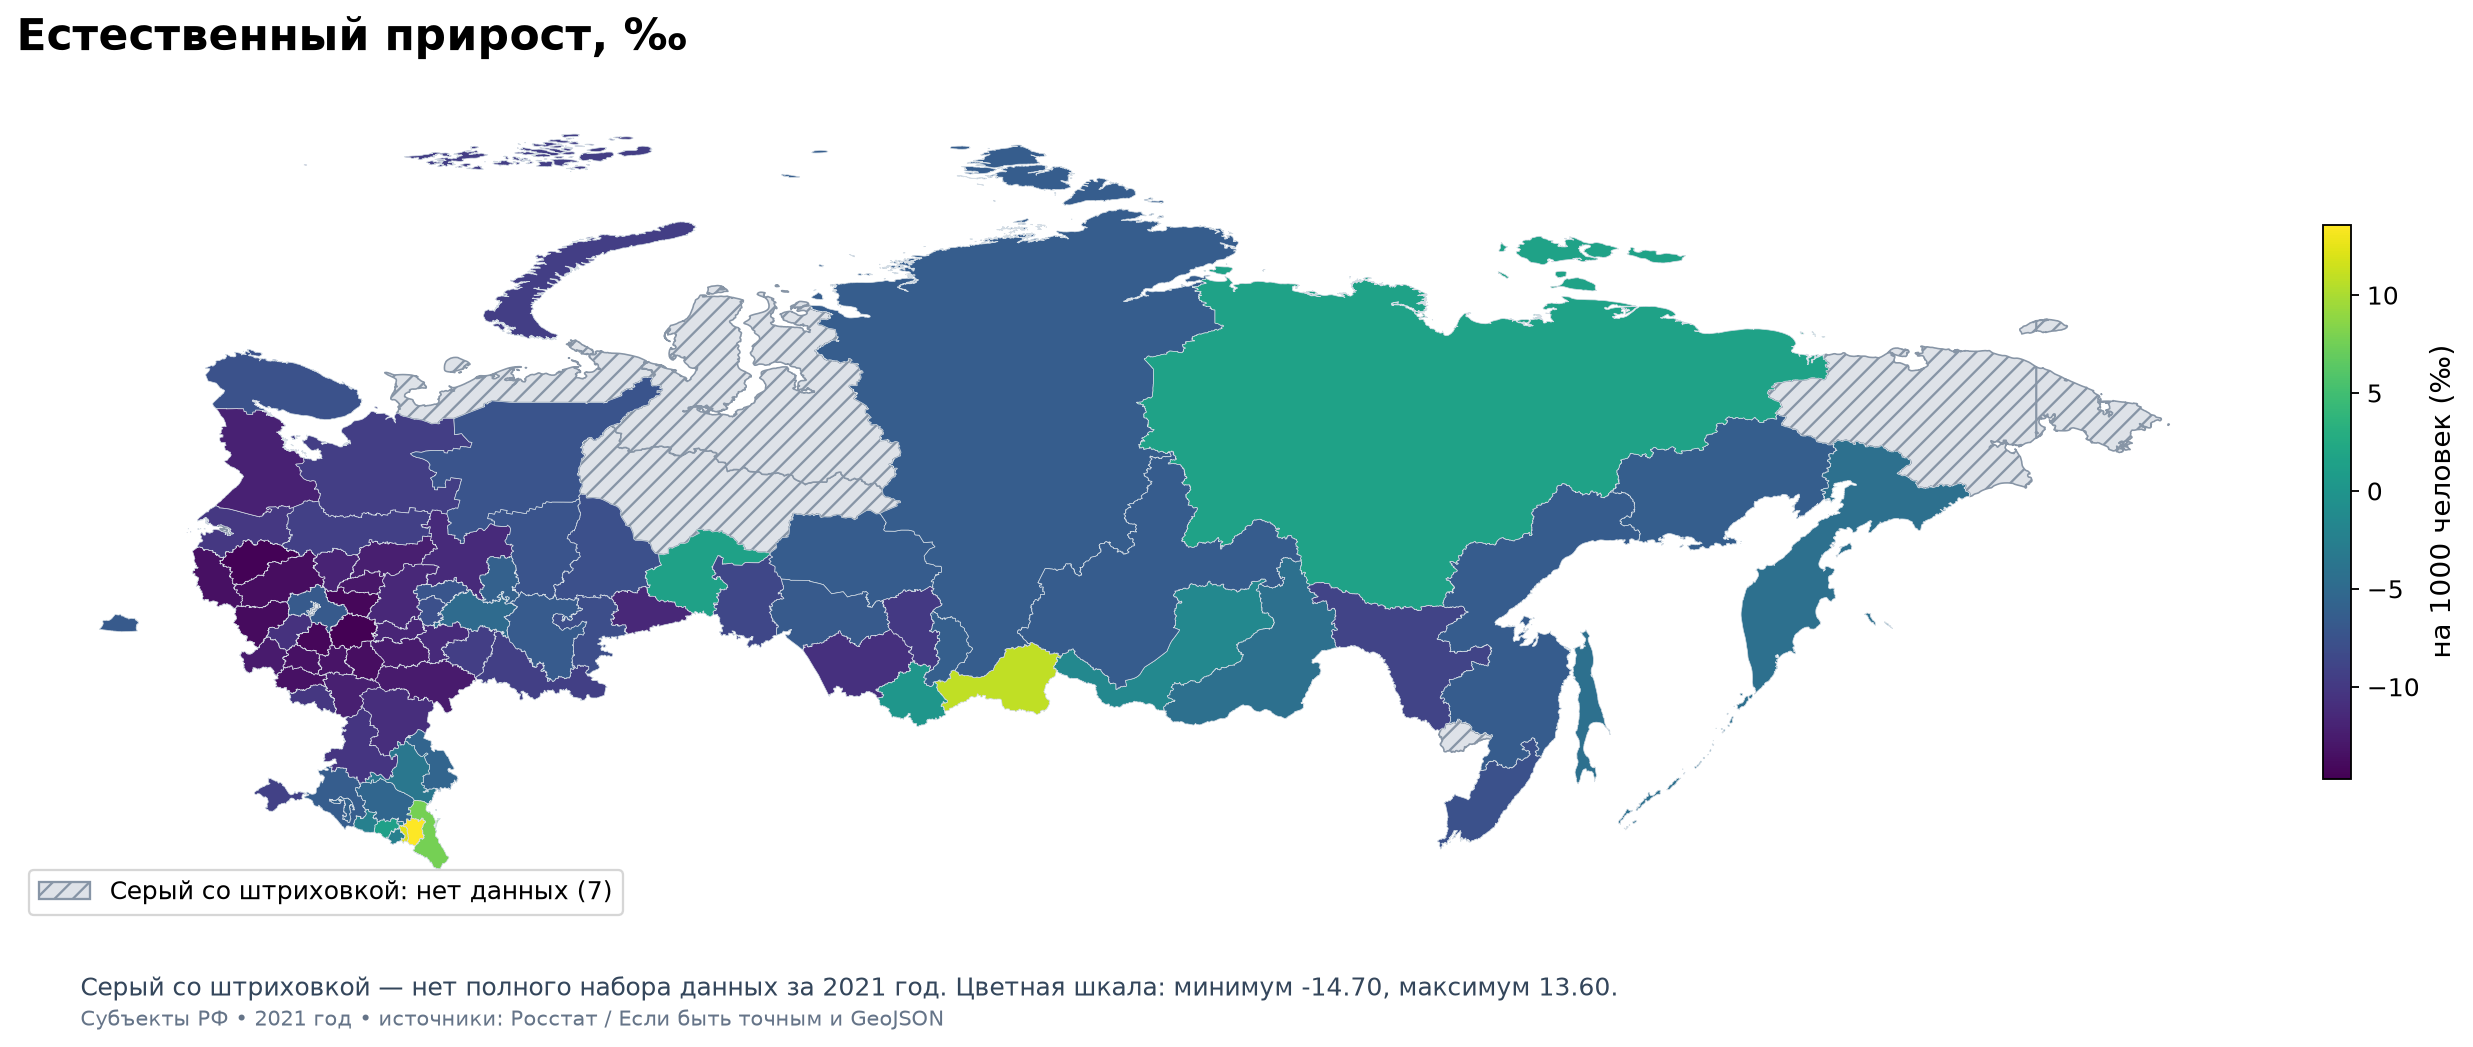 Естественный прирост, ‰
10
5
0
−5
−10
на 1000 человек (‰)
Серый со штриховкой: нет данных (7)
Серый со штриховкой — нет полного набора данных за 2021 год. Цветная шкала: минимум -14.70, максимум 13.60.
Субъекты РФ • 2021 год • источники: Росстат / Если быть точным и GeoJSON